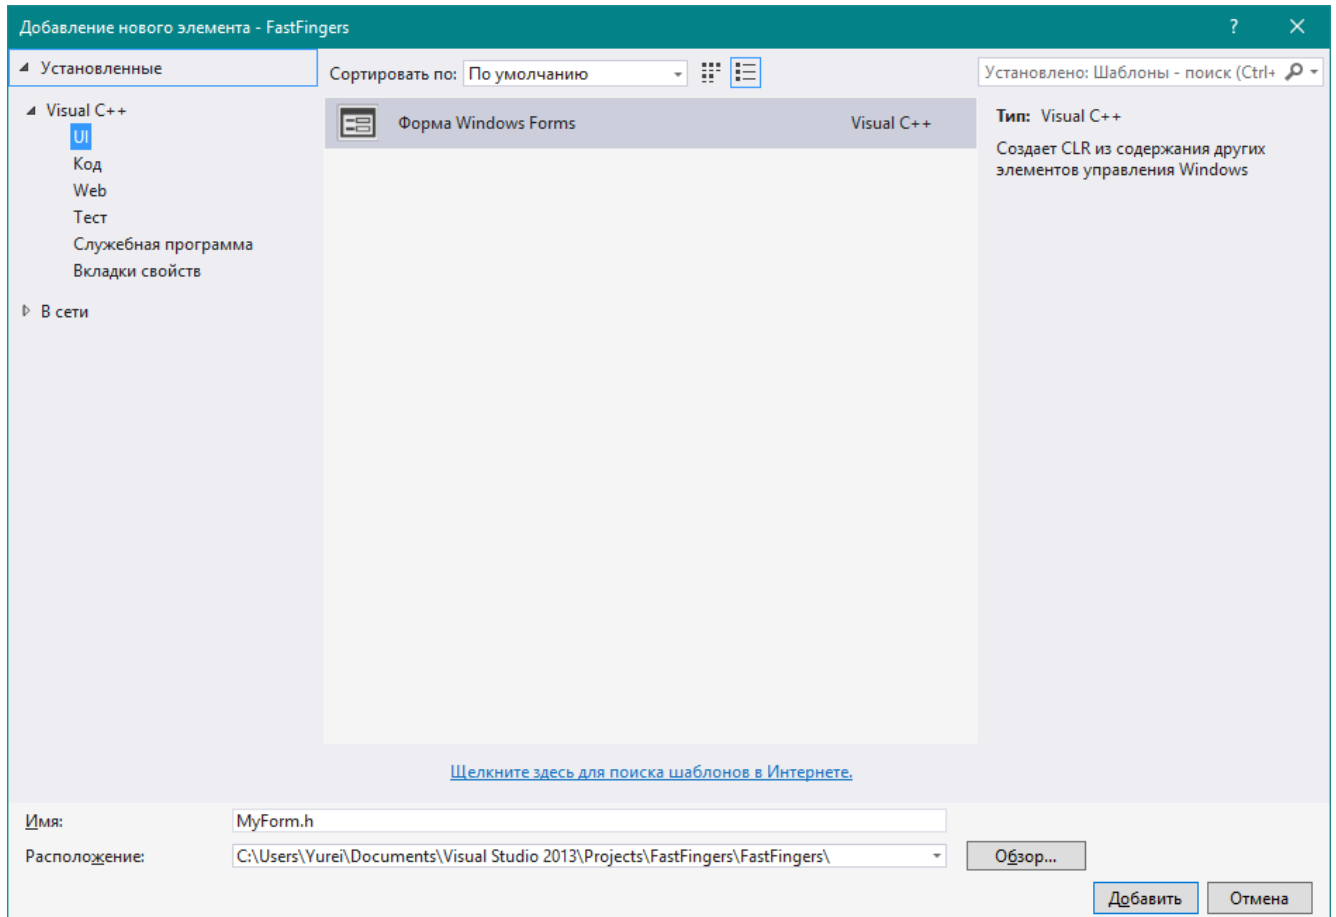 Добавление нового элемента - FastFingers
? ×
Установленные
Сортировать по: По умолчанию
Установлено: Шаблоны - поиск (Ctrl+
Visual C++
UI
Код
Web
Тест
Служебная программа
Вкладки свойств
В сети
Форма Windows Forms Visual C++
Тип: Visual C++
Создает CLR из содержания других
элементов управления Windows
Щелкните здесь для поиска шаблонов в Интернете.
Имя: MyForm.h
Расположение: C:\Users\Yurei\Documents\Visual Studio 2013\Projects\FastFingers\FastFingers\ Обзор...
Добавить Отмена